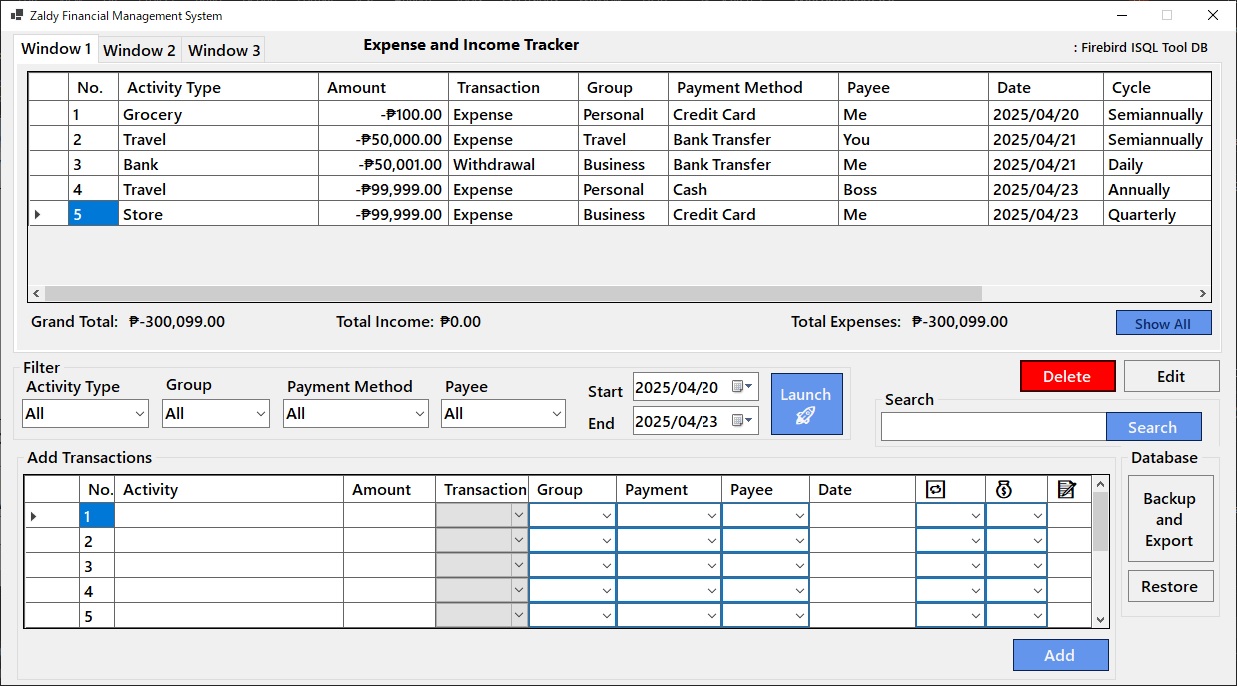 Zaldy Financial Management System
Window 1 Window 2 Window 3 Expense and Income Tracker : Firebird ISQL Tool DB
No. Activity Type Amount Transaction Group Payment Method Payee Date Cycle
1 Grocery -₱100.00 Expense Personal Credit Card Me 2025/04/20 Semiannually
2 Travel -₱50,000.00 Expense Travel Bank Transfer You 2025/04/21 Semiannually
3 Bank -₱50,001.00 Withdrawal Business Bank Transfer Me 2025/04/21 Daily
4 Travel -₱99,999.00 Expense Personal Cash Boss 2025/04/23 Annually
5 Store -₱99,999.00 Expense Business Credit Card Me 2025/04/23 Quarterly
Grand Total: ₱-300,099.00 Total Income: ₱0.00 Total Expenses: ₱-300,099.00 Show All
Filter
Activity Type Group Payment Method Payee
All All All All
Start 2025/04/20
End 2025/04/23
Launch
Delete Edit
Search
Search
Add Transactions
No. Activity Amount Transaction Group Payment Payee Date
1
2
3
4
5
Add
Database
Backup
and
Export
Restore